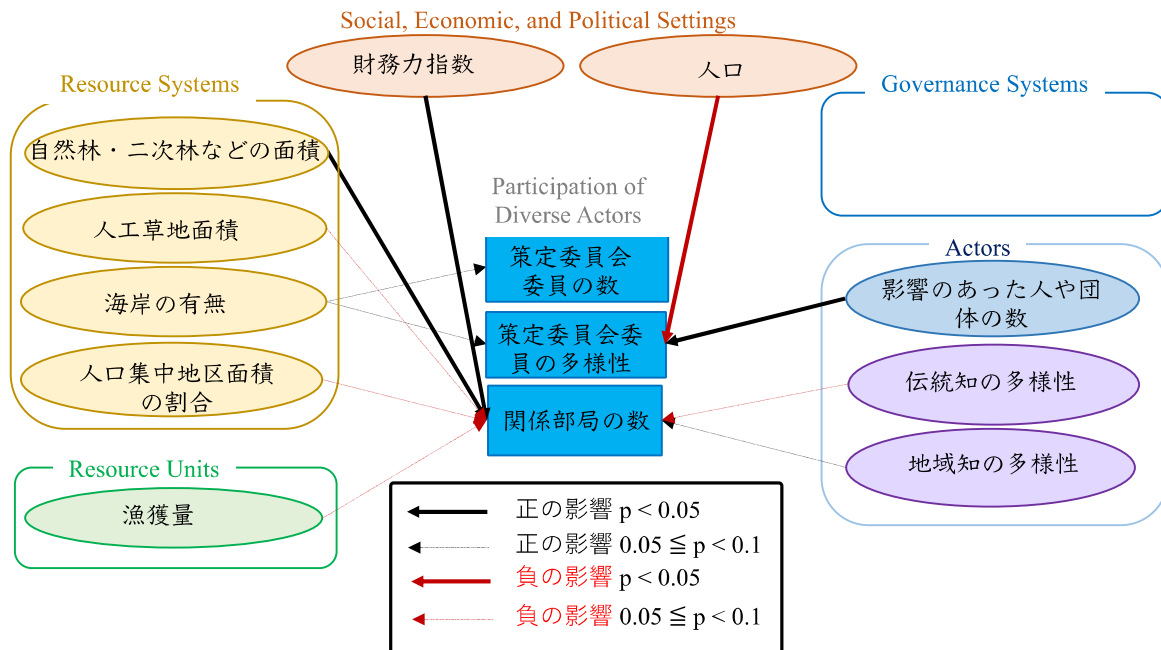 Social, Economic, and Political Settings
財務力指数
人口
Resource Systems
自然林・二次林などの面積
人工草地面積
海岸の有無
人口集中地区面積
の割合
Resource Units
漁獲量
Participation of
Diverse Actors
策定委員会
委員の数
策定委員会委
員の多様性
関係部局の数
Governance Systems
Actors
影響のあった人や団
体の数
伝統知の多様性
地域知の多様性
正の影響 p < 0.05
正の影響 0.05 ≦ p < 0.1
負の影響 p < 0.05
負の影響 0.05 ≦ p < 0.1